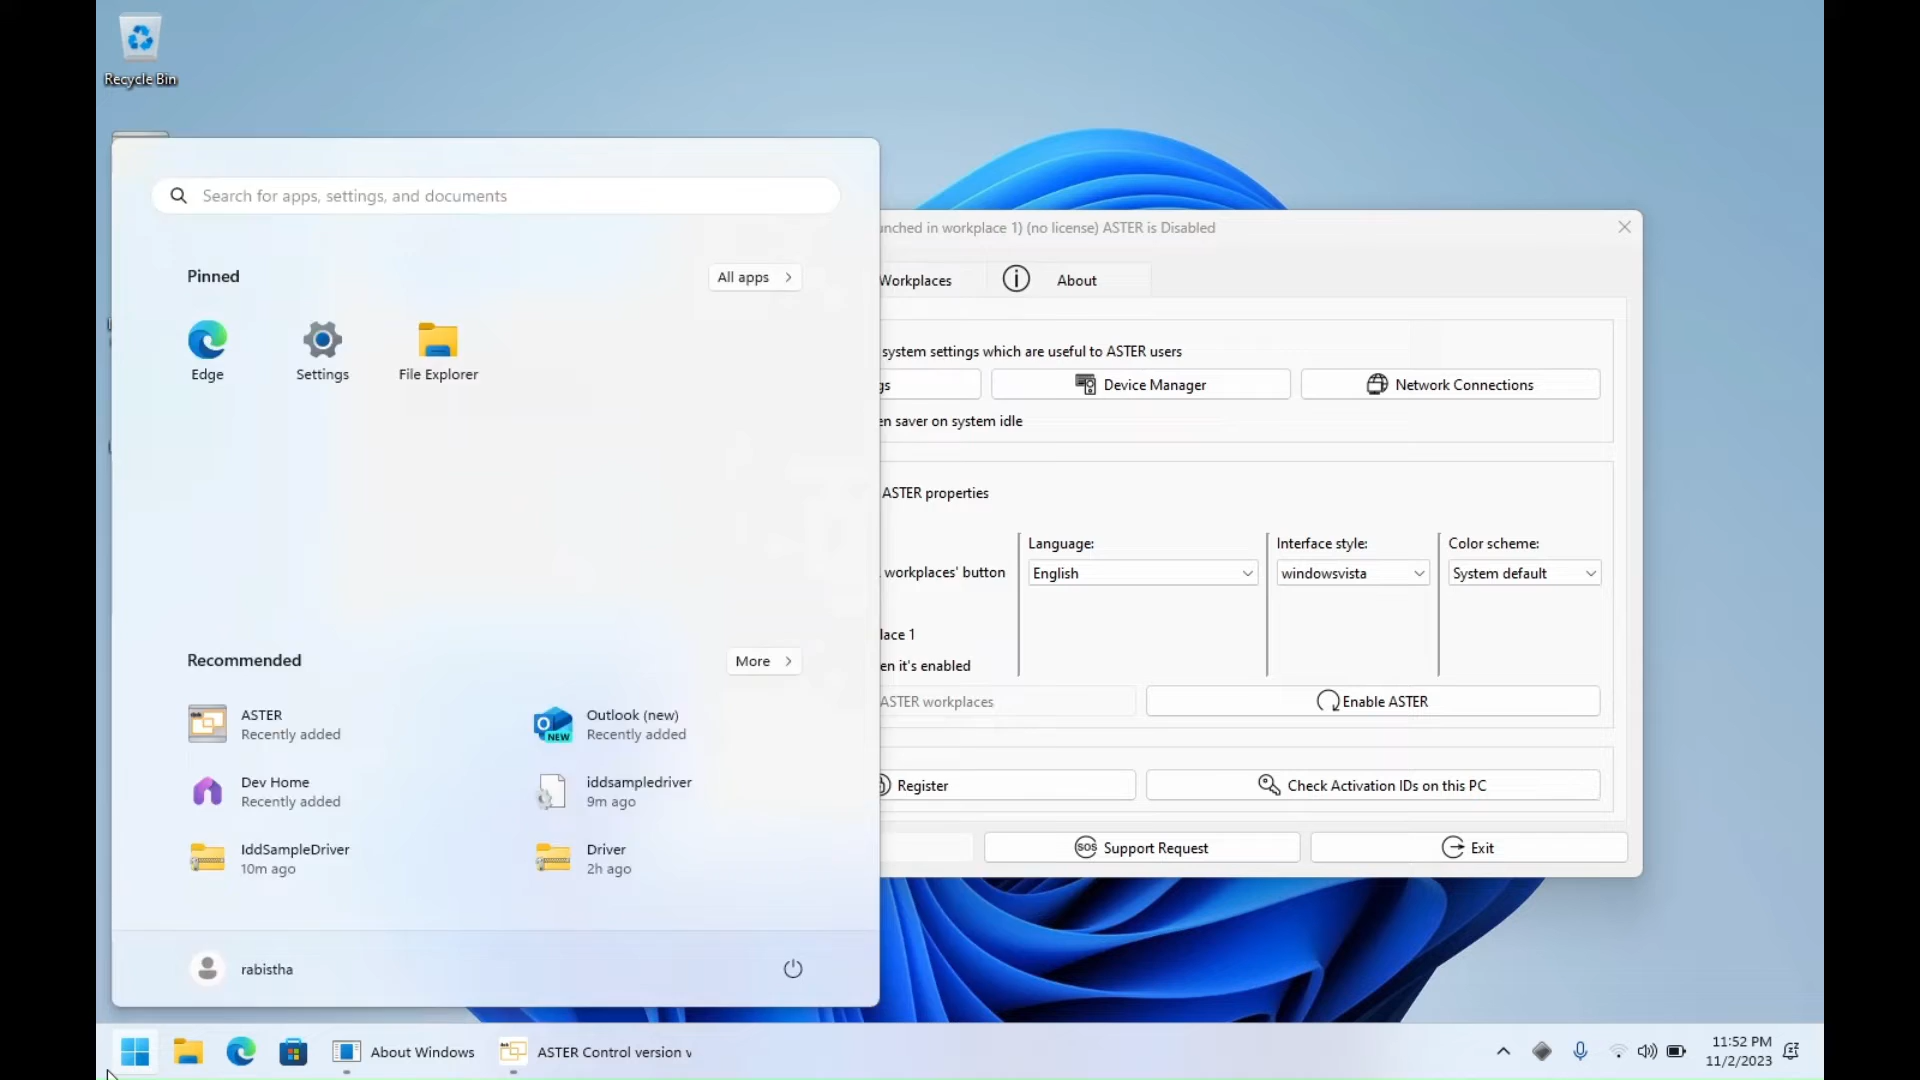 Recycle Bin
Search for apps, settings, and documents
Pinned
All apps
Edge
Settings
File Explorer
Recommended
More
ASTER
Recently added
Outlook (new)
Recently added
Dev Home
Recently added
iddsampledriver
9m ago
IddSampleDriver
10m ago
Driver
2h ago
rabistha
unched in workplace 1) (no license) ASTER is Disabled
Workplaces
About
system settings which are useful to ASTER users
gs
Device Manager
Network Connections
en saver on system idle
ASTER properties
Language:
Interface style:
Color scheme:
workplaces' button
English
windowsvista
System default
lace 1
en it's enabled
ASTER workplaces
Enable ASTER
Register
Check Activation IDs on this PC
SOS Support Request
Exit
About Windows
ASTER Control version v
11:52 PM
11/2/2023